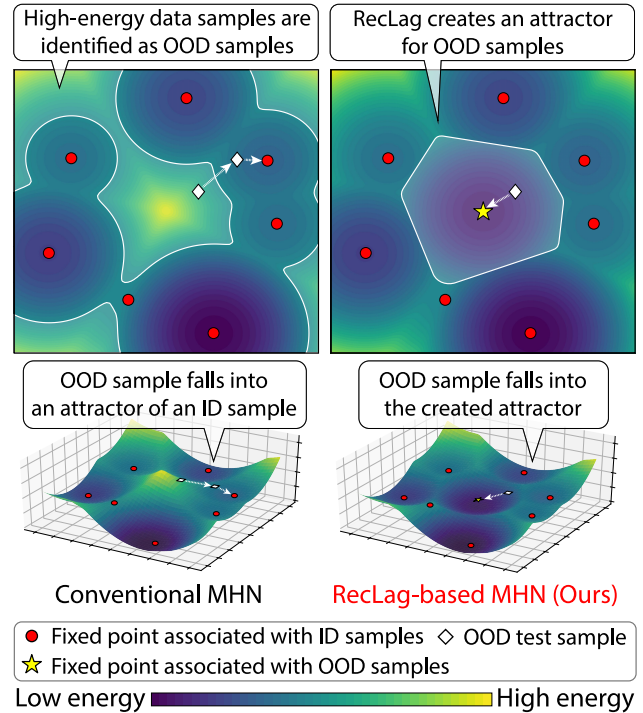 High-energy data samples are
identified as OOD samples
RecLag creates an attractor
for OOD samples
OOD sample falls into
an attractor of an ID sample
OOD sample falls into
the created attractor
Conventional MHN
RecLag-based MHN (Ours)
Fixed point associated with ID samples
OOD test sample
Fixed point associated with OOD samples
Low energy
High energy